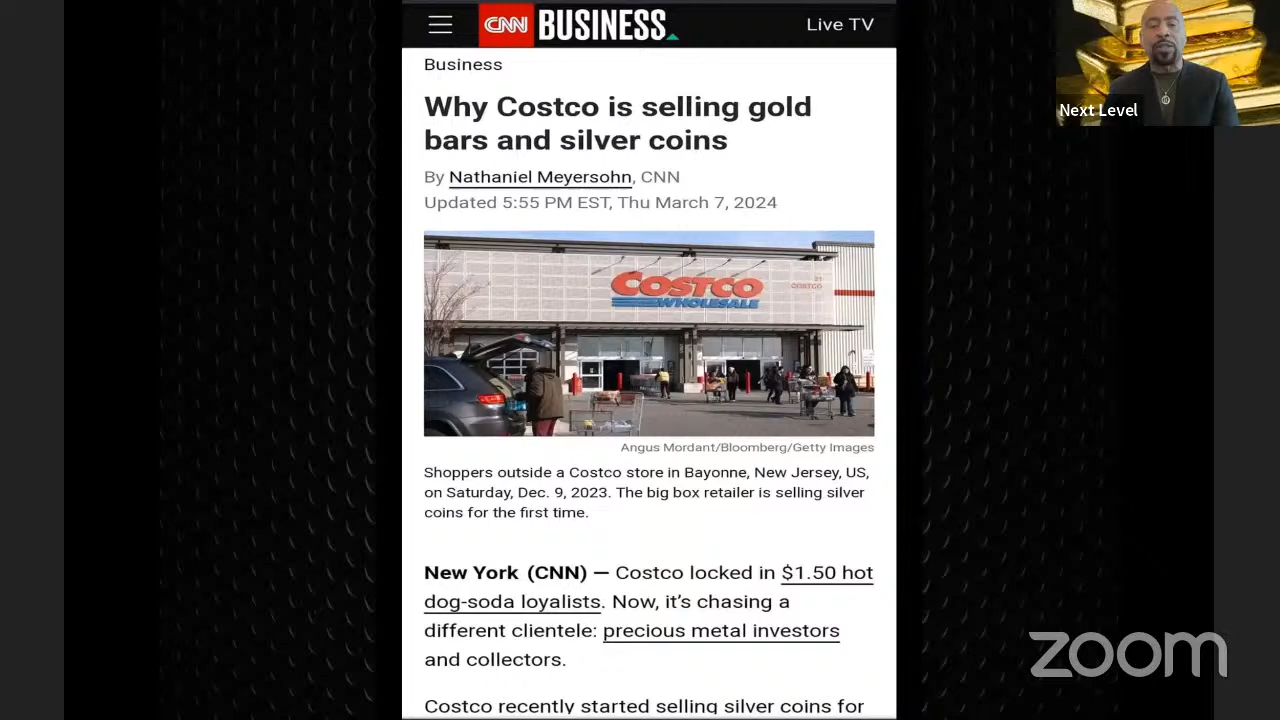 CNN BUSINESS
Live TV
Next Level
Business
Why Costco is selling gold
bars and silver coins
By Nathaniel Meyersohn, CNN
Updated 5:55 PM EST, Thu March 7, 2024
COSTCO
WHOLESALE
COSTCO
Angus Mordant/Bloomberg/Getty Images
Shoppers outside a Costco store in Bayonne, New Jersey, US,
on Saturday, Dec. 9, 2023. The big box retailer is selling silver
coins for the first time.
New York (CNN) — Costco locked in $1.50 hot
dog-soda loyalists. Now, it’s chasing a
different clientele: precious metal investors
and collectors.
Costco recently started selling silver coins for
zoom